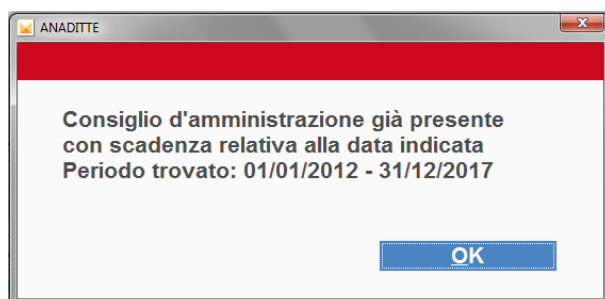 ANADITTE
Consiglio d'amministrazione già presente
con scadenza relativa alla data indicata
Periodo trovato: 01/01/2012 - 31/12/2017
OK